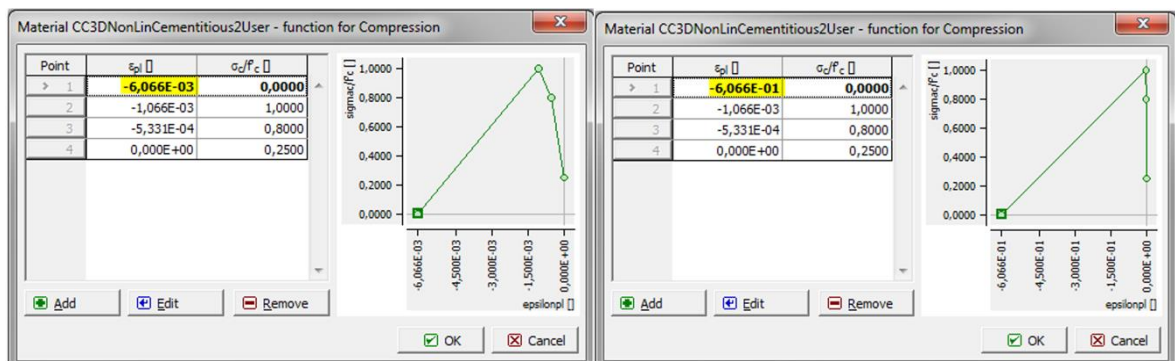 Material CC3DNonLinCementitious2User - function for Compression
Point εpl [] σc/f'c []
> 1 -6,066E-03 0,0000
2 -1,066E-03 1,0000
3 -5,331E-04 0,8000
4 0,000E+00 0,2500
sigmac/f'c []
1,0000
0,8000
0,6000
0,4000
0,2000
0,0000
-6,066E-03
-4,500E-03
-3,000E-03
-1,500E-03
0,000E+00
epsilonpl []
Add Edit Remove
OK Cancel
Material CC3DNonLinCementitious2User - function for Compression
Point εpl [] σc/f'c []
> 1 -6,066E-01 0,0000
2 -1,066E-03 1,0000
3 -5,331E-04 0,8000
4 0,000E+00 0,2500
sigmac/f'c []
1,0000
0,8000
0,6000
0,4000
0,2000
0,0000
-6,066E-01
-4,500E-01
-3,000E-01
-1,500E-01
0,000E+00
epsilonpl []
Add Edit Remove
OK Cancel